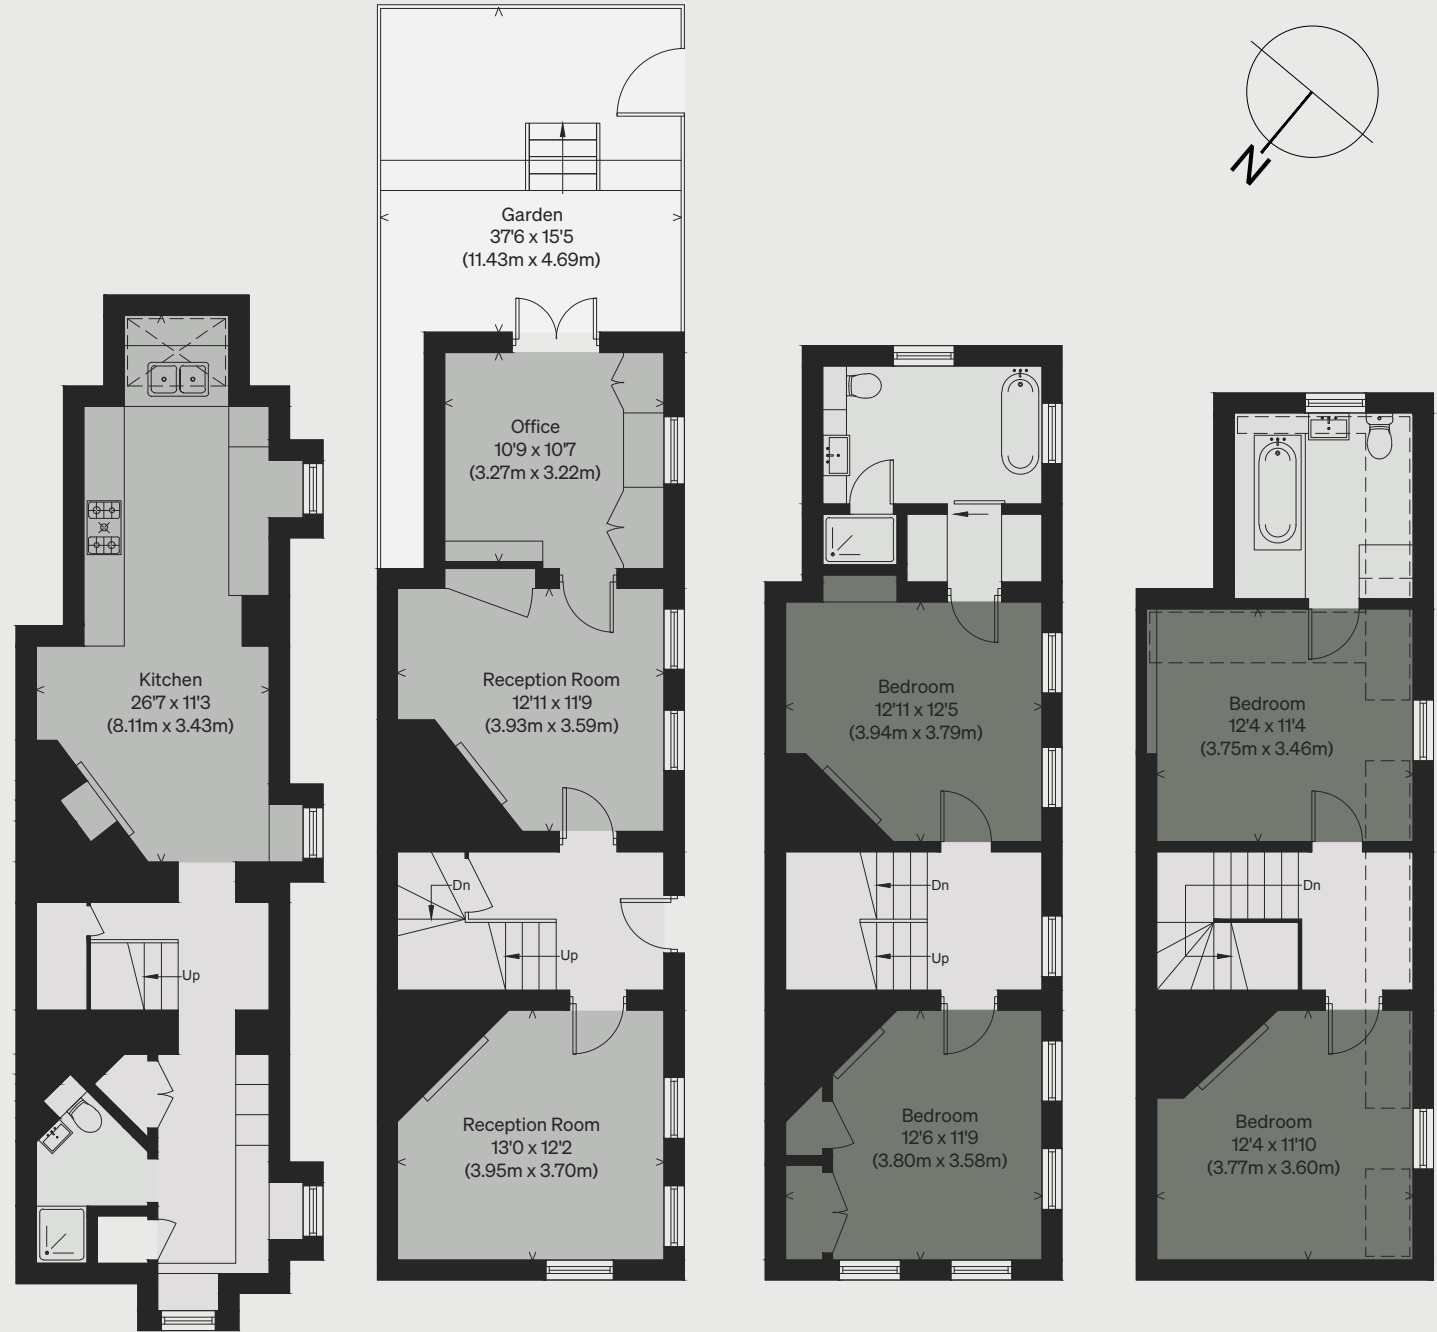 N
Garden
37'6 x 15'5
(11.43m x 4.69m)
Office
10'9 x 10'7
(3.27m x 3.22m)
Kitchen
26'7 x 11'3
(8.11m x 3.43m)
Reception Room
12'11 x 11'9
(3.93m x 3.59m)
Bedroom
12'11 x 12'5
(3.94m x 3.79m)
Bedroom
12'4 x 11'4
(3.75m x 3.46m)
Up
Dn
Up
Dn
Up
Dn
Reception Room
13'0 x 12'2
(3.95m x 3.70m)
Bedroom
12'6 x 11'9
(3.80m x 3.58m)
Bedroom
12'4 x 11'10
(3.77m x 3.60m)